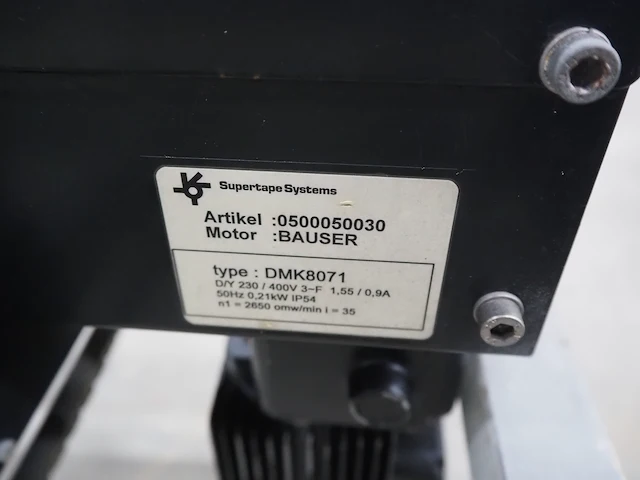 Supertape Systems
Artikel :0500050030
Motor :BAUSER
type : DMK8071
D/Y 230 / 400V 3~F 1,55 / 0,9A
50Hz 0,21kW IP54
n1 = 2650 omw/min i = 35